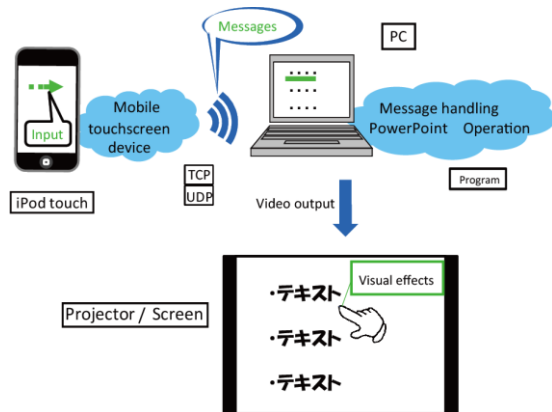 Messages
PC
Input
Mobile
touchscreen
device
Message handling
PowerPoint Operation
iPod touch
TCP
UDP
Program
Video output
Projector / Screen
Visual effects
・テキスト
・テキスト
・テキスト